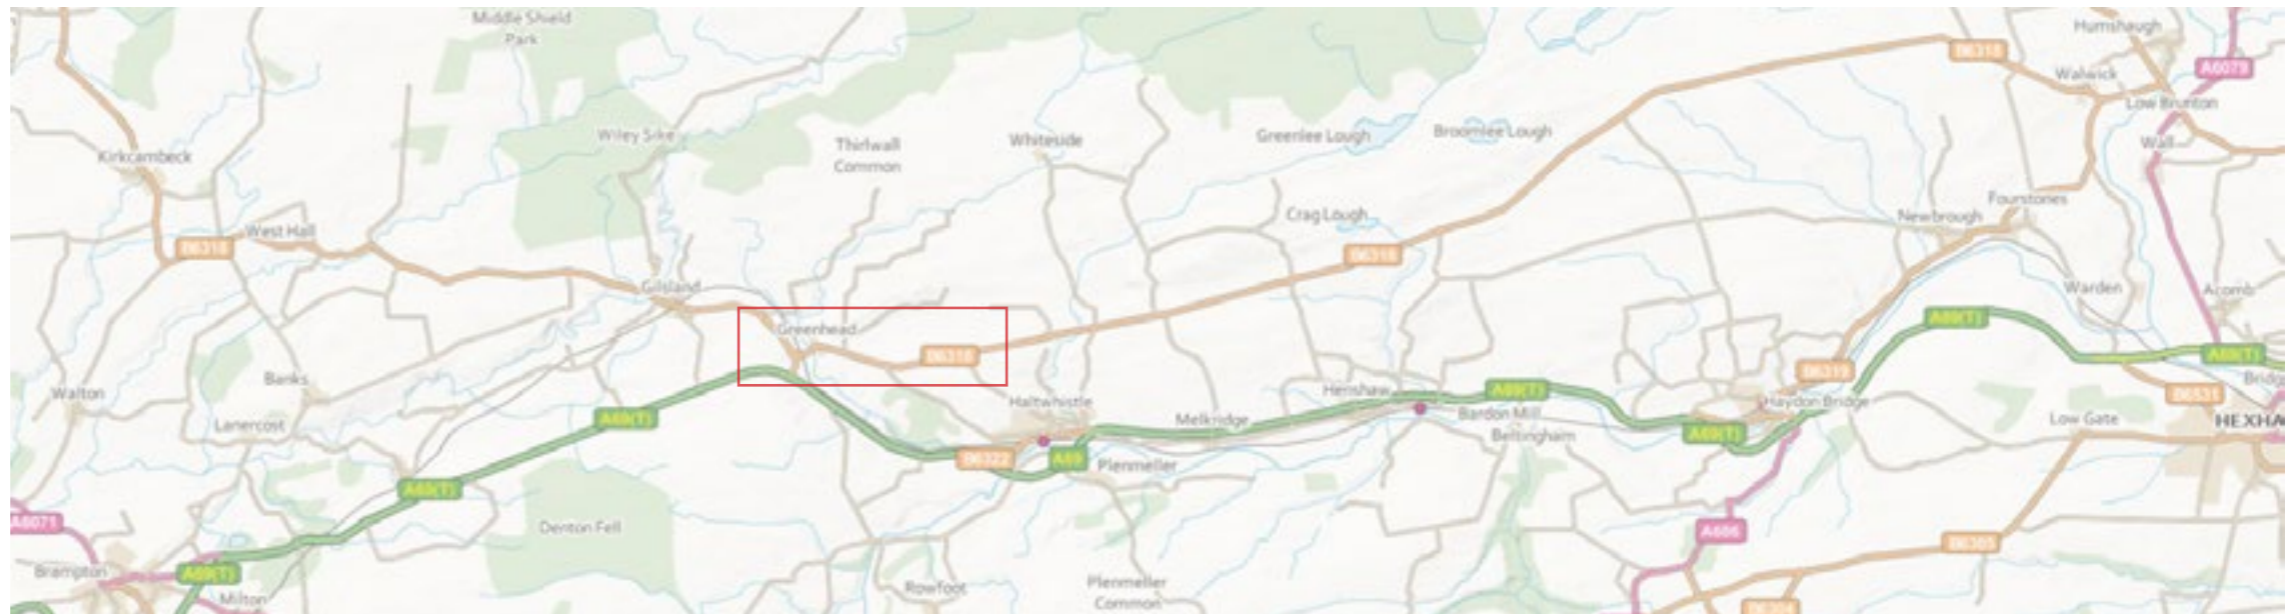 Middle Shield
Park
Humshaugh
B6318
A6079
Walwick
Low Brunton
Wiley Sike
Thirlwall
Common
Whiteside
Greenlee Lough
Broomlee Lough
Wall
Kirkcambeck
Fourstones
Crag Lough
Newbrough
West Hall
B6318
B6318
Gilsland
Warden
Acomb
A69(T)
Greenhead
B6318
A69(T)
B6319
Banks
Walton
Henshaw
A69(T)
B6531
Haltwhistle
Haydon Bridge
A69(T)
Lanercost
Melkridge
Bardon Mill
Beltingham
A69(T)
Low Gate
HEXHA
B6322
A69
Plenmeller
A69(T)
A6071
Denton Fell
A686
B6305
Brampton
A69(T)
Milton
Rowfoot
Plenmeller
Common